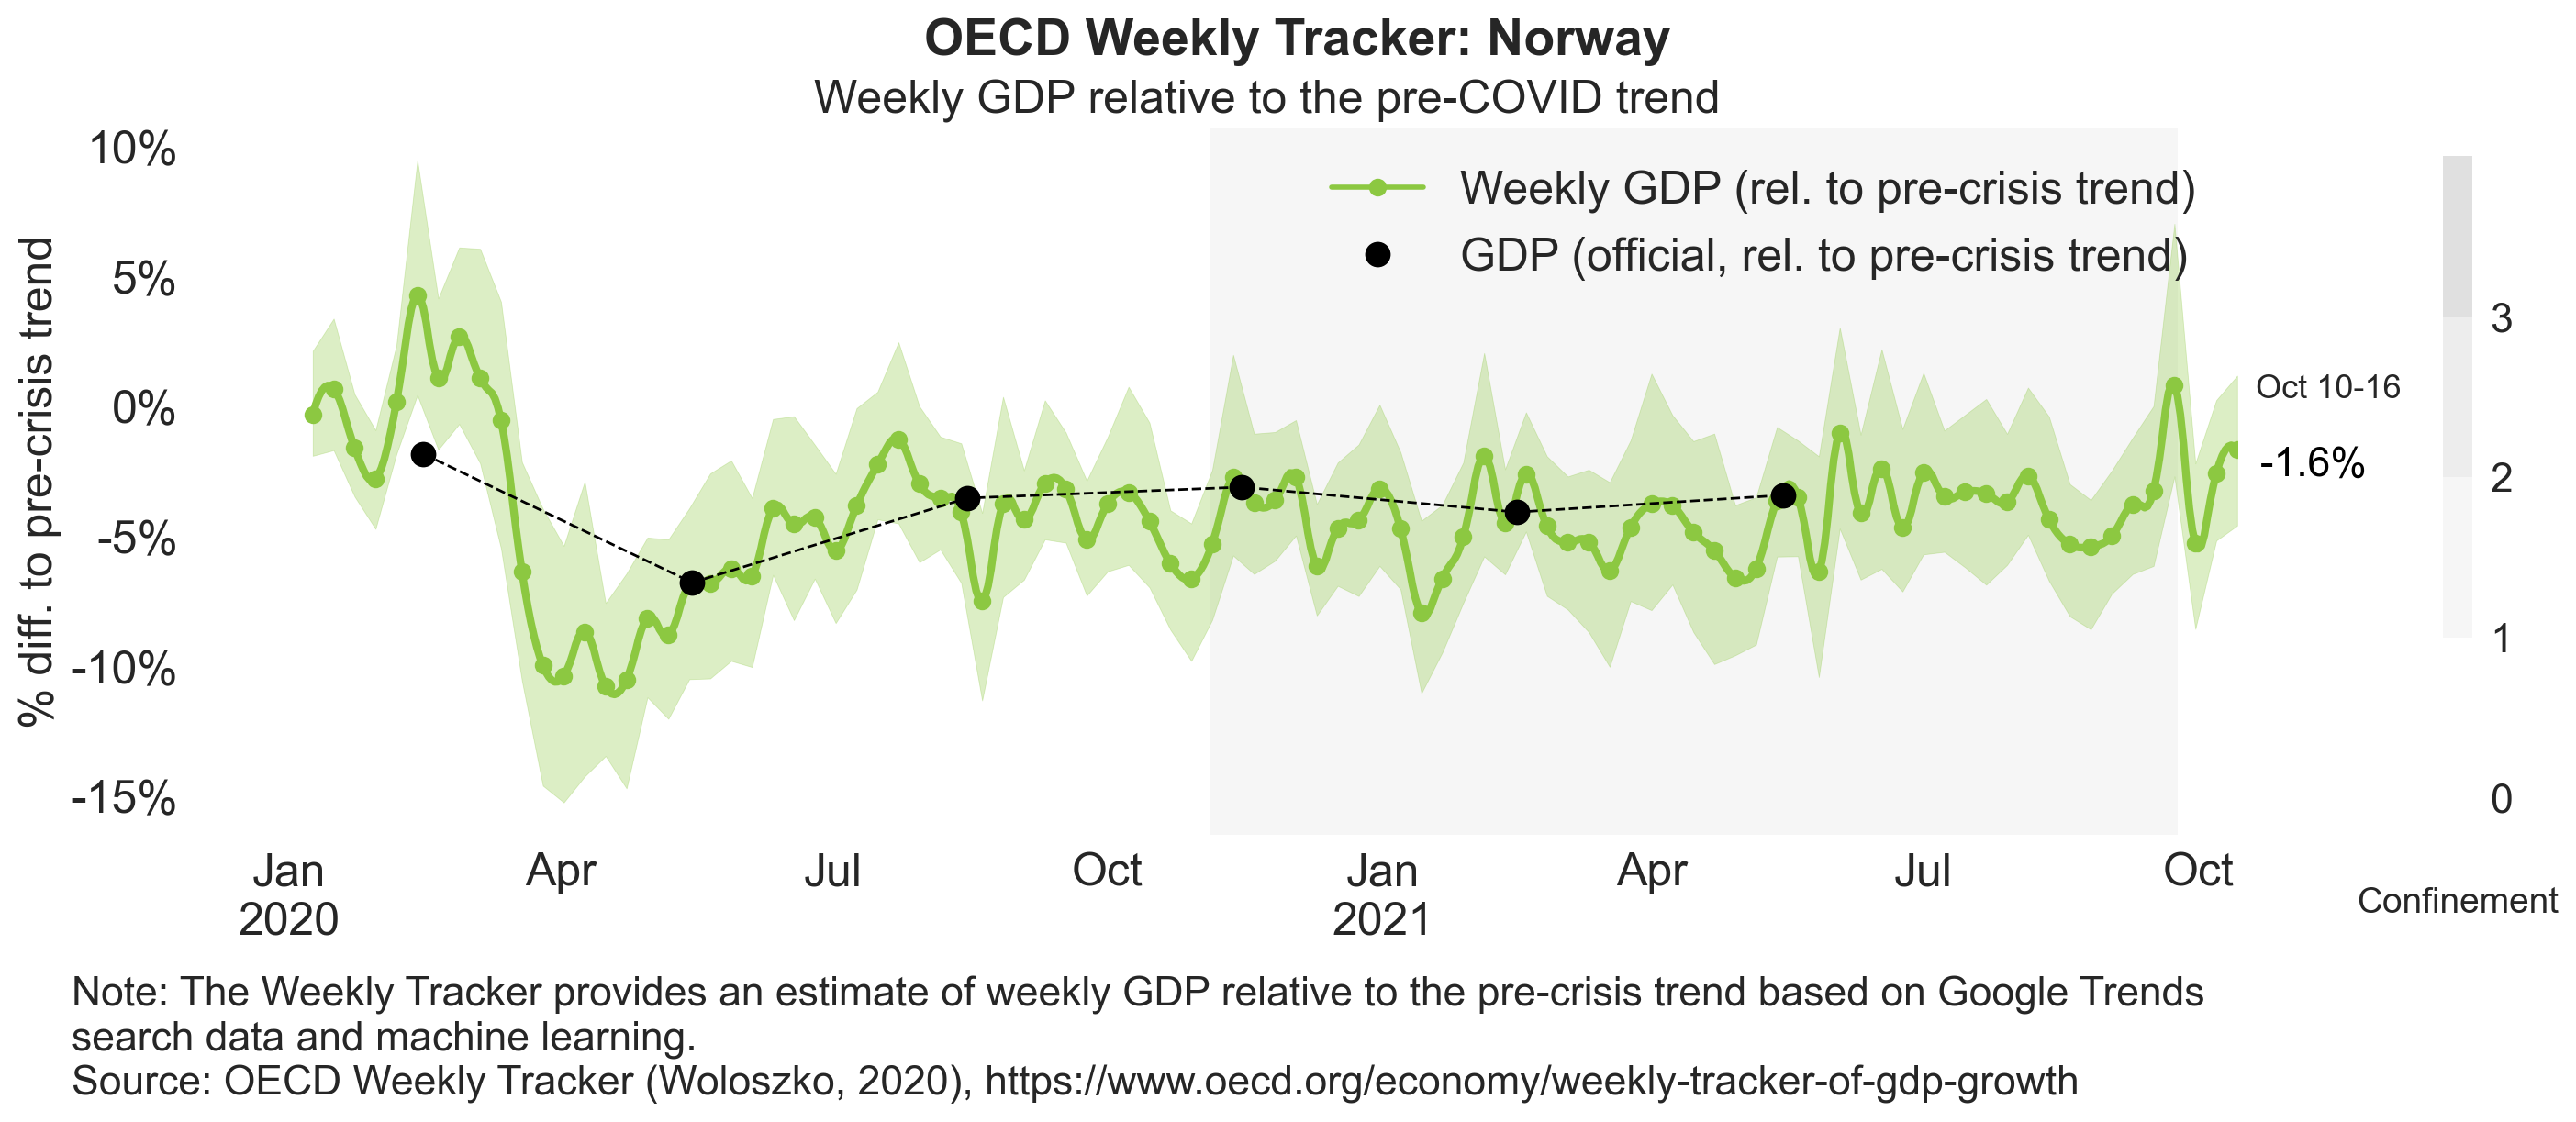 OECD Weekly Tracker: Norway
Weekly GDP relative to the pre-COVID trend
% diff. to pre-crisis trend
10%
5%
0%
-5%
-10%
-15%
Weekly GDP (rel. to pre-crisis trend)
GDP (official, rel. to pre-crisis trend)
Oct 10-16
-1.6%
3
2
1
0
Confinement
Jan
2020
Apr
Jul
Oct
Jan
2021
Apr
Jul
Oct
Note: The Weekly Tracker provides an estimate of weekly GDP relative to the pre-crisis trend based on Google Trends
search data and machine learning.
Source: OECD Weekly Tracker (Woloszko, 2020), https://www.oecd.org/economy/weekly-tracker-of-gdp-growth